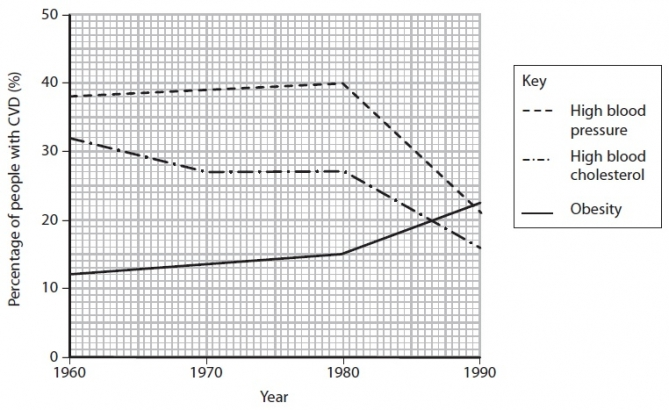 50
40
30
20
10
0
Percentage of people with CVD (%)
1960
1970
1980
1990
Year
Key
High blood
pressure
High blood
cholesterol
Obesity